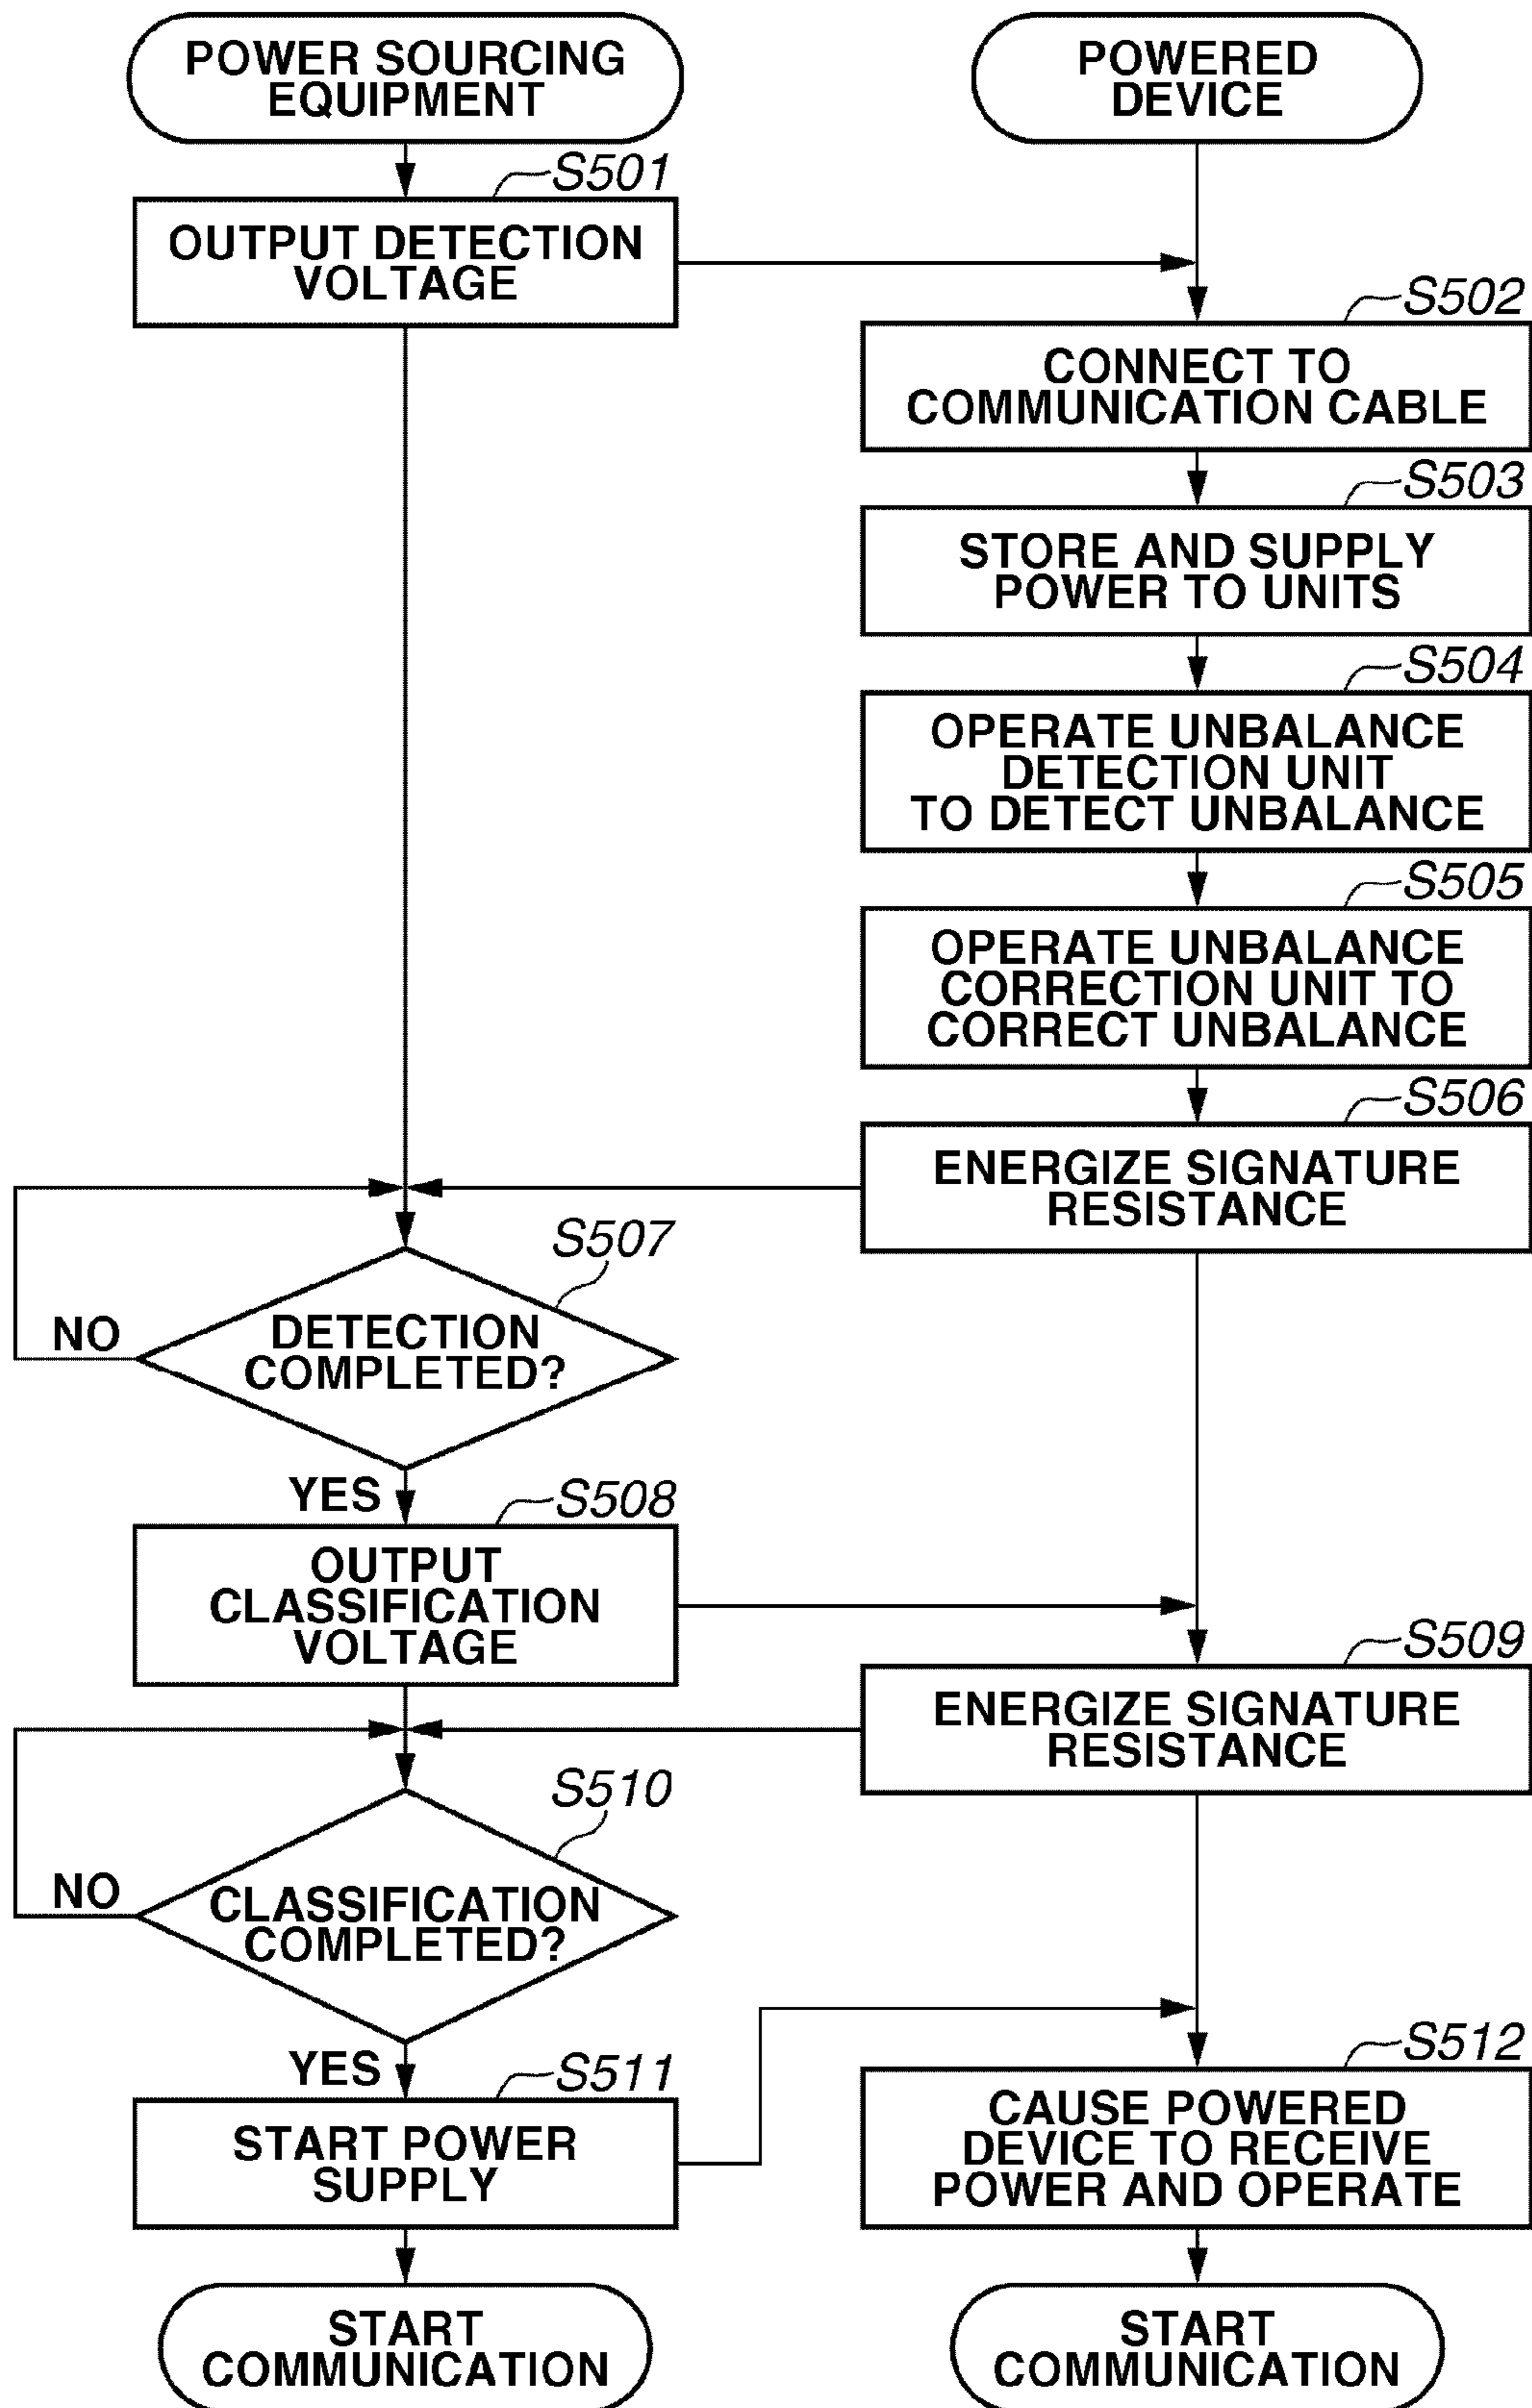 POWER SOURCING
EQUIPMENT
POWERED
DEVICE
S501
OUTPUT DETECTION
VOLTAGE
S502
CONNECT TO
COMMUNICATION CABLE
S503
STORE AND SUPPLY
POWER TO UNITS
S504
OPERATE UNBALANCE
DETECTION UNIT
TO DETECT UNBALANCE
S505
OPERATE UNBALANCE
CORRECTION UNIT TO
CORRECT UNBALANCE
S506
ENERGIZE SIGNATURE
RESISTANCE
S507
NO
DETECTION
COMPLETED?
YES
S508
OUTPUT
CLASSIFICATION
VOLTAGE
S509
ENERGIZE SIGNATURE
RESISTANCE
S510
NO
CLASSIFICATION
COMPLETED?
YES
S511
START POWER
SUPPLY
S512
CAUSE POWERED
DEVICE TO RECEIVE
POWER AND OPERATE
START
COMMUNICATION
START
COMMUNICATION